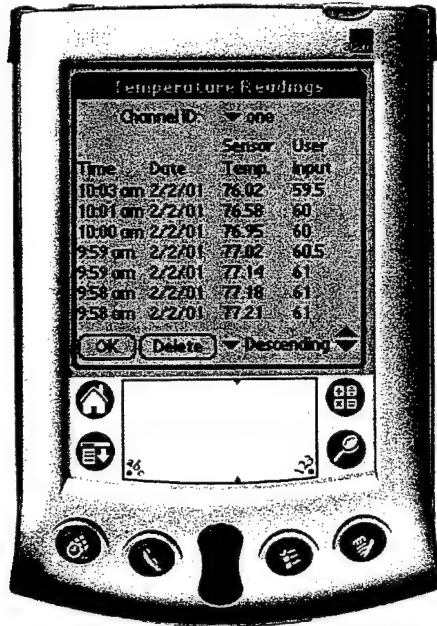 Temperature Readings
Channel ID: one
Sensor User
Time Date Temp. Input
10:03 am 2/2/01 76.02 59.5
10:01 am 2/2/01 76.58 60
10:00 am 2/2/01 76.95 60
9:59 am 2/2/01 77.02 60.5
9:59 am 2/2/01 77.14 61
9:58 am 2/2/01 77.18 61
9:58 am 2/2/01 77.21 61
OK Delete Descending